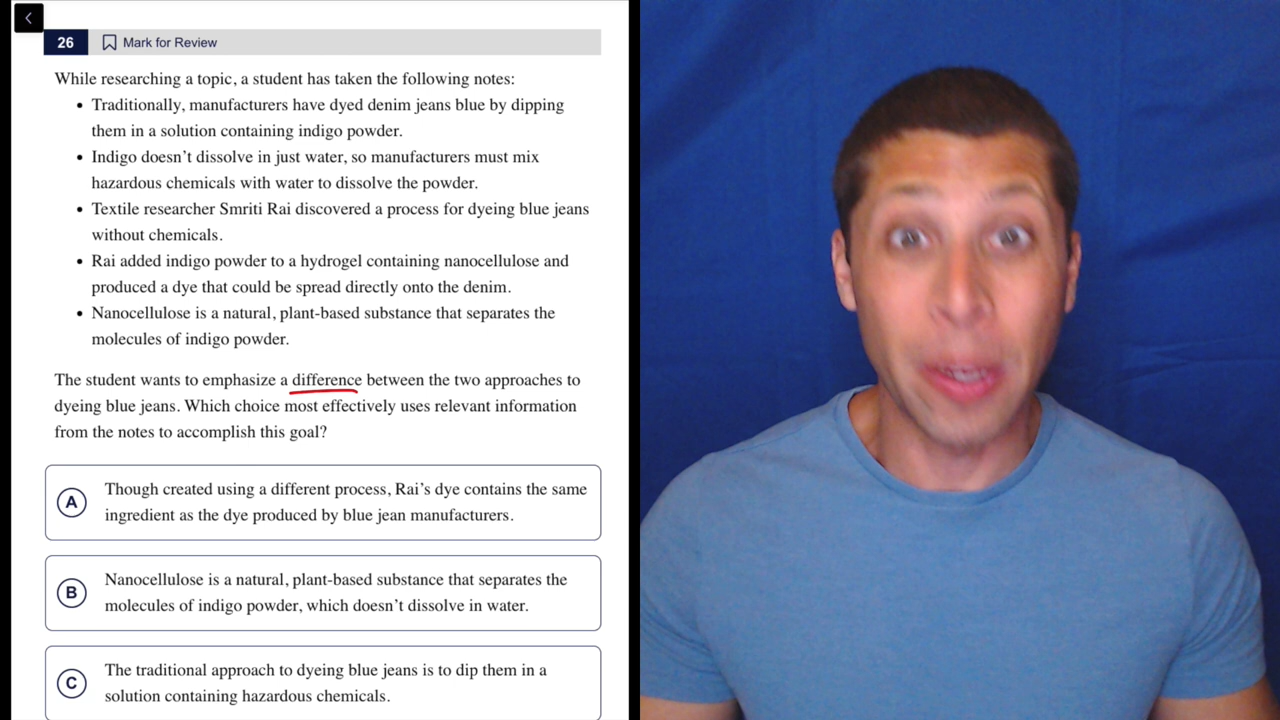 26 Mark for Review
While researching a topic, a student has taken the following notes:
• Traditionally, manufacturers have dyed denim jeans blue by dipping
them in a solution containing indigo powder.
• Indigo doesn’t dissolve in just water, so manufacturers must mix
hazardous chemicals with water to dissolve the powder.
• Textile researcher Smriti Rai discovered a process for dyeing blue jeans
without chemicals.
• Rai added indigo powder to a hydrogel containing nanocellulose and
produced a dye that could be spread directly onto the denim.
• Nanocellulose is a natural, plant-based substance that separates the
molecules of indigo powder.
The student wants to emphasize a difference between the two approaches to
dyeing blue jeans. Which choice most effectively uses relevant information
from the notes to accomplish this goal?
A Though created using a different process, Rai’s dye contains the same
ingredient as the dye produced by blue jean manufacturers.
B Nanocellulose is a natural, plant-based substance that separates the
molecules of indigo powder, which doesn’t dissolve in water.
C The traditional approach to dyeing blue jeans is to dip them in a
solution containing hazardous chemicals.